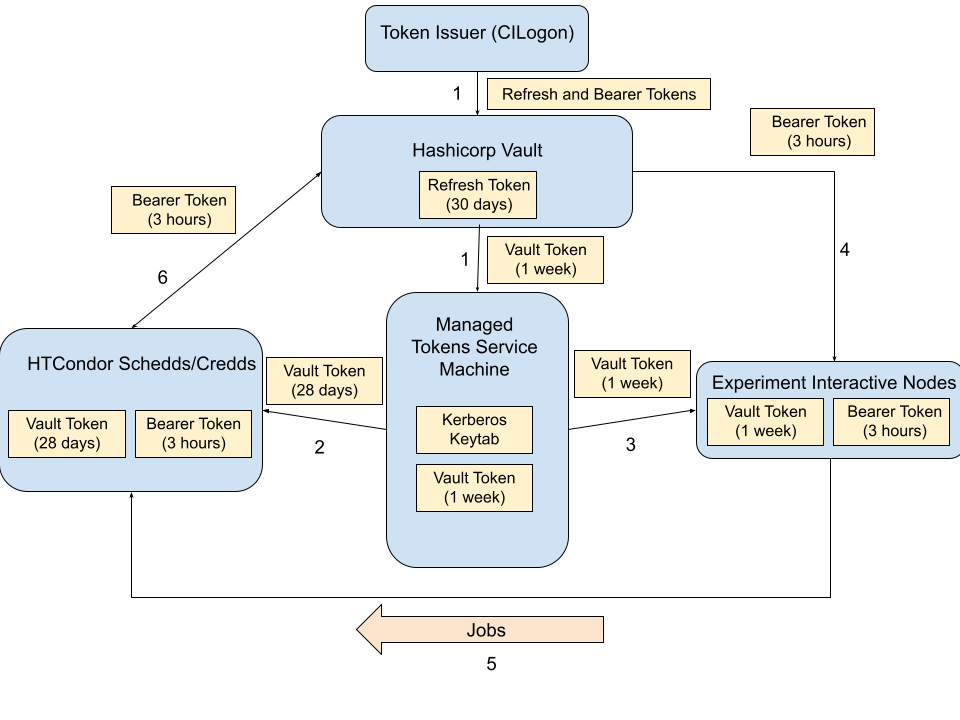 Token Issuer (CILogon)
1
Refresh and Bearer Tokens
Hashicorp Vault
Refresh Token
(30 days)
Bearer Token
(3 hours)
Bearer Token
(3 hours)
6
1
Vault Token
(1 week)
4
Managed
Tokens Service
Machine
Kerberos
Keytab
Vault Token
(1 week)
HTCondor Schedds/Credds
Vault Token
(28 days)
Bearer Token
(3 hours)
Vault Token
(28 days)
2
Vault Token
(1 week)
3
Experiment Interactive Nodes
Vault Token
(1 week)
Bearer Token
(3 hours)
Jobs
5